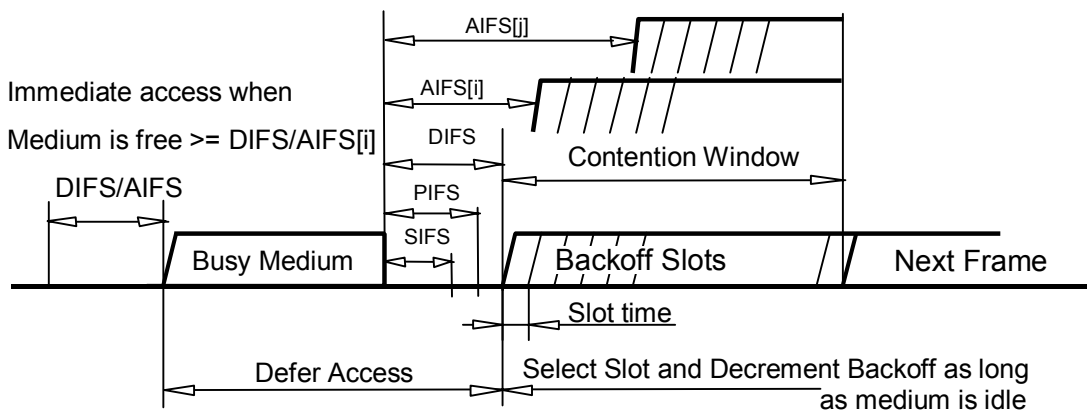 AIFS[j]
Immediate access when
AIFS[i]
Medium is free >= DIFS/AIFS[i]
DIFS
Contention Window
DIFS/AIFS
PIFS
SIFS
Busy Medium
Backoff Slots
Next Frame
Slot time
Defer Access
Select Slot and Decrement Backoff as long
as medium is idle